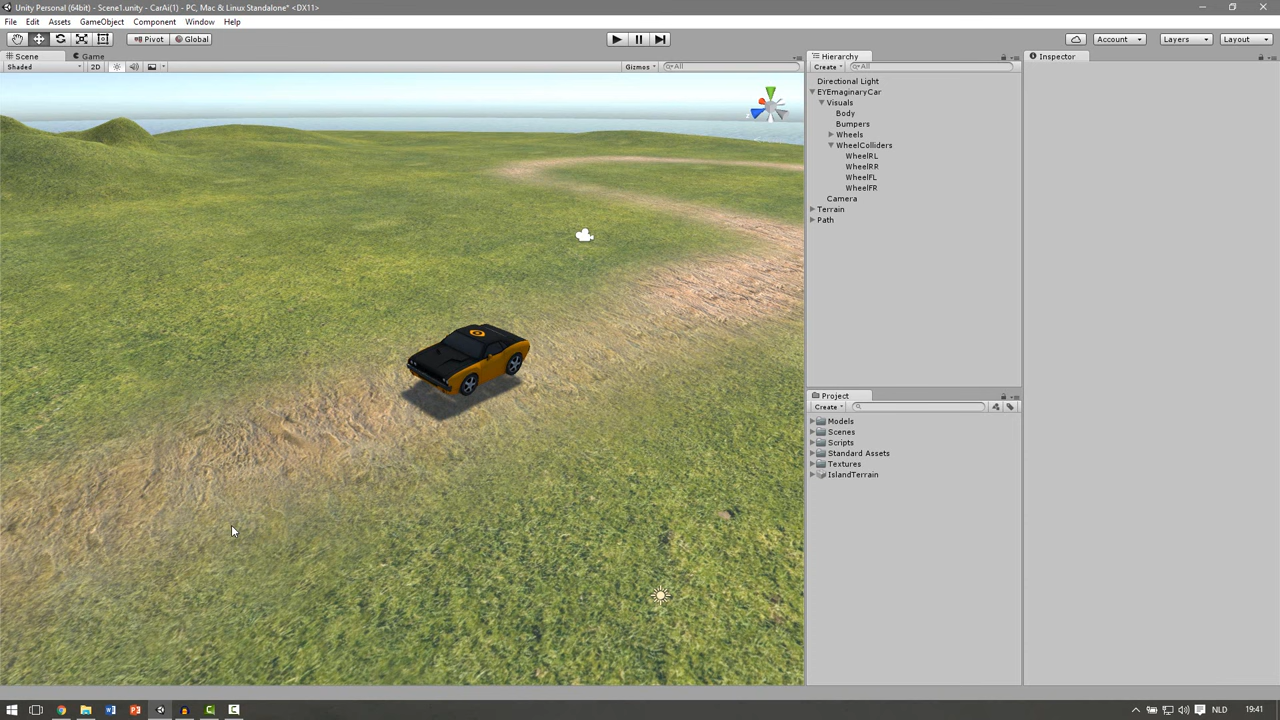 Unity Personal (64bit) - Scene1.unity - CarAi(1) - PC, Mac & Linux Standalone* <DX11>
File Edit Assets GameObject Component Window Help
Pivot Global Account Layers Layout
Scene Game
Shaded 2D Gizmos All
Hierarchy
Create All
Directional Light
EYEmaginaryCar
Visuals
Body
Bumpers
Wheels
WheelColliders
WheelRL
WheelRR
WheelFL
WheelFR
Camera
Terrain
Path
Project
Create
Models
Scenes
Scripts
Standard Assets
Textures
IslandTerrain
Inspector
NLD 19:41